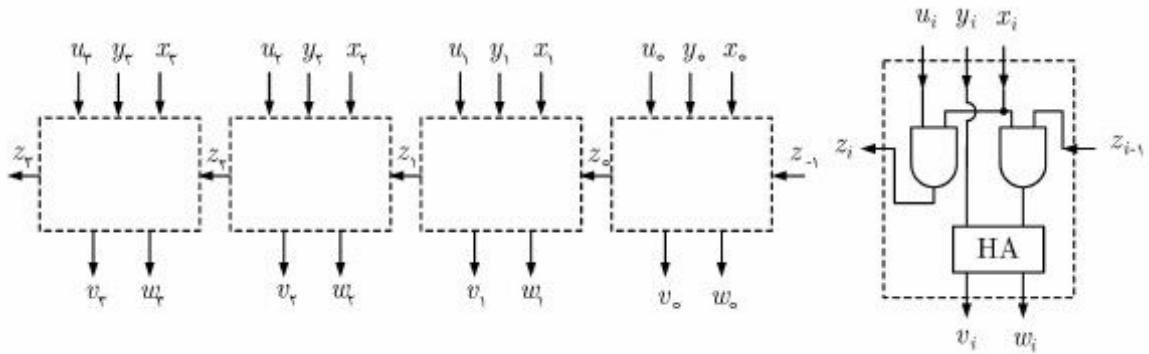 u۳ y۳ x۳ u۲ y۲ x۲ u۱ y۱ x۱ u۰ y۰ x۰
z۳ z۲ z۱ z۰ z-۱
v۳ w۳ v۲ w۲ v۱ w۱ v۰ w۰
ui yi xi
zi zi-۱
HA
vi wi